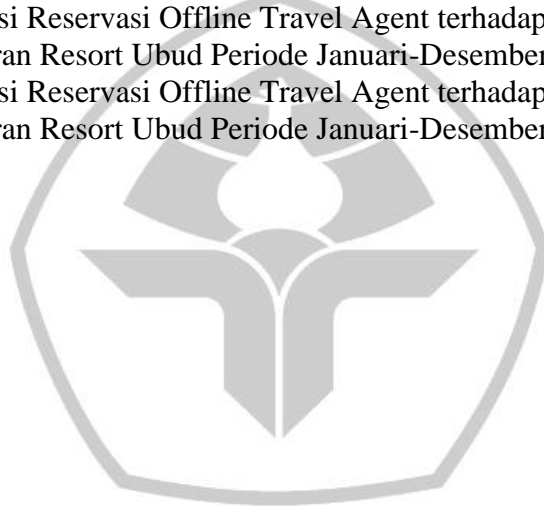 si Reservasi Offline Travel Agent terhadap
ran Resort Ubud Periode Januari-Desember
si Reservasi Offline Travel Agent terhadap
ran Resort Ubud Periode Januari-Desember